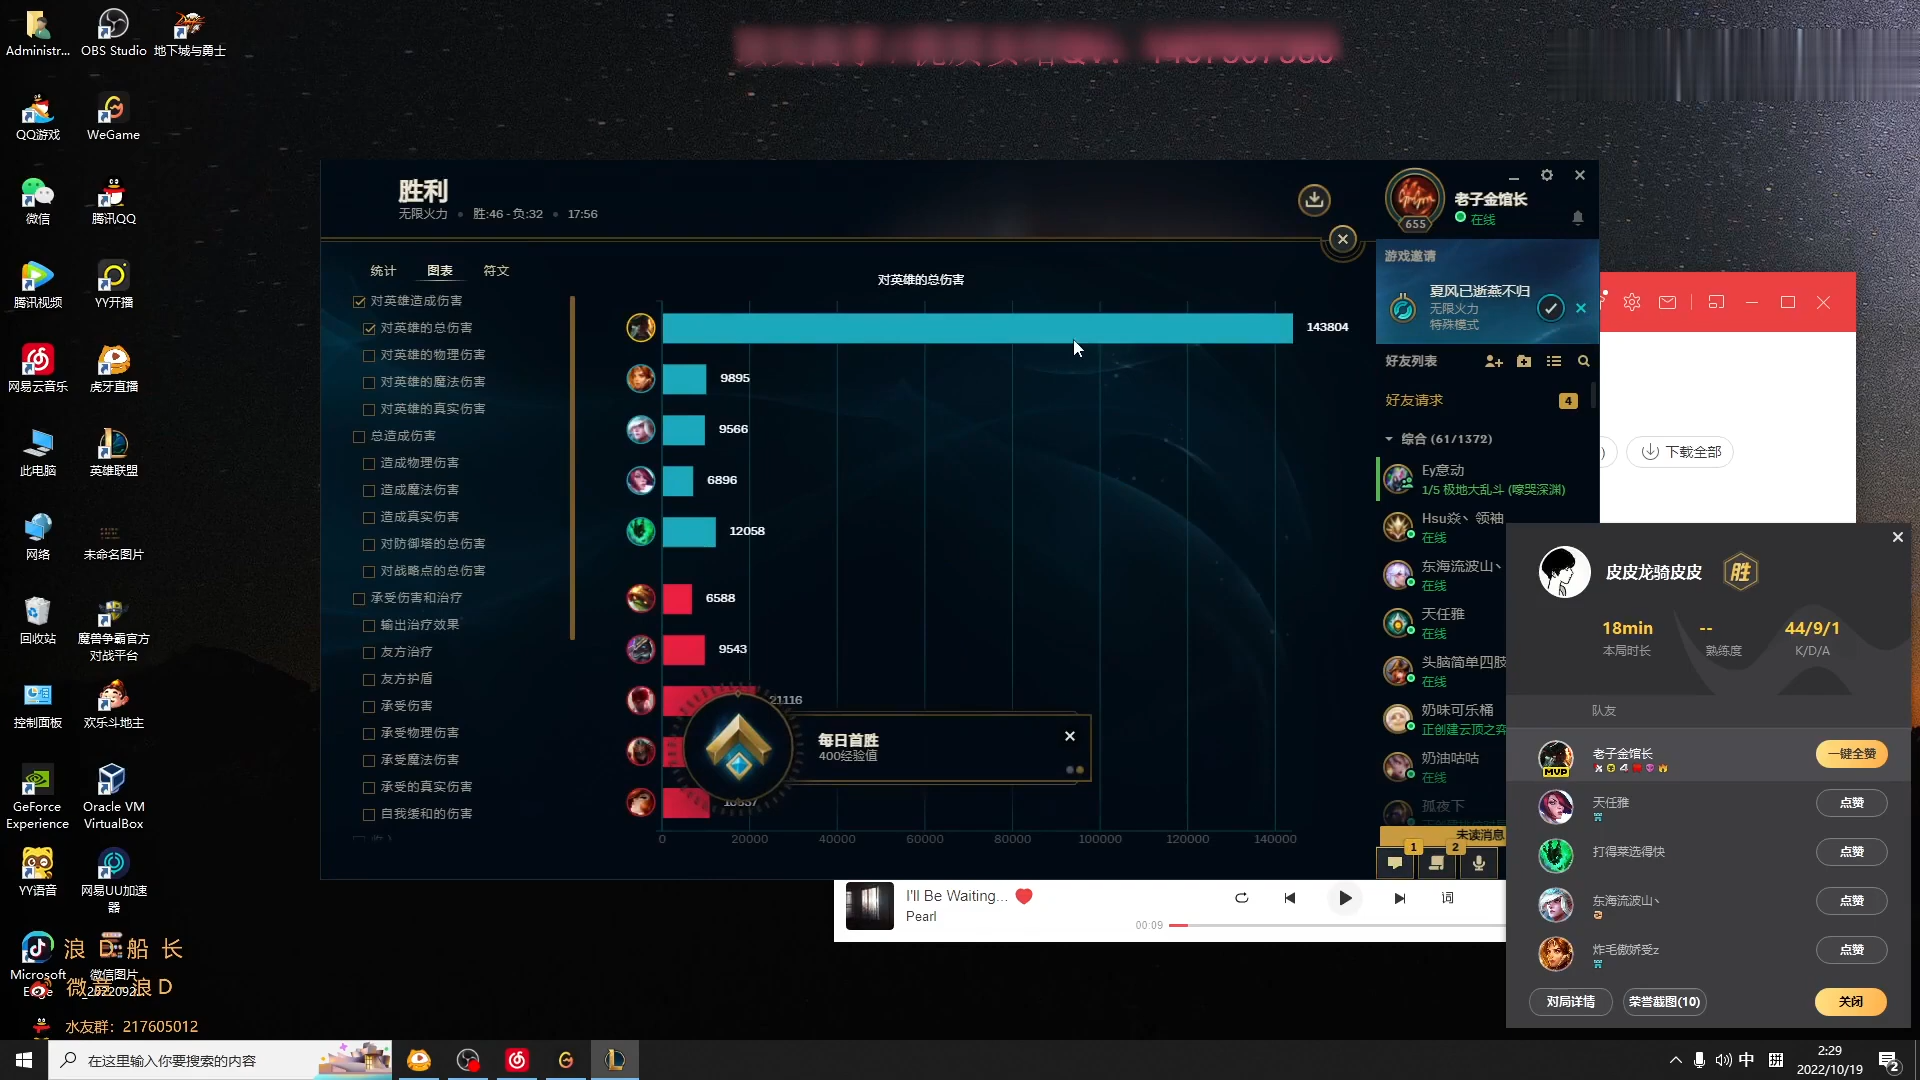 Administr...
OBS Studio
地下城与勇士
QQ游戏
WeGame
微信
腾讯QQ
腾讯视频
YY开播
网易云音乐
虎牙直播
此电脑
英雄联盟
网络
未命名图片
回收站
魔兽争霸官方
对战平台
控制面板
欢乐斗地主
GeForce
Experience
Oracle VM
VirtualBox
YY语音
网易UU加速
器
Microsoft
浪 D 船 长
水友群：217605012
胜利
无限火力
胜:46 - 负:32
17:56
统计
图表
符文
对英雄造成伤害
对英雄的总伤害
对英雄的物理伤害
对英雄的魔法伤害
对英雄的真实伤害
总造成伤害
造成物理伤害
造成魔法伤害
造成真实伤害
对防御塔的总伤害
对战略点的总伤害
承受伤害和治疗
输出治疗效果
友方治疗
友方护盾
承受伤害
承受物理伤害
承受魔法伤害
承受的真实伤害
自我缓和的伤害
对英雄的总伤害
143804
9895
9566
6896
12058
6588
9543
21116
0
20000
40000
60000
80000
100000
120000
140000
每日首胜
400经验值
655
老子金馆长
在线
游戏邀请
夏风已逝燕不归
无限火力
特殊模式
好友列表
好友请求
4
综合 (61/1372)
Ey意动
1/5 极地大乱斗 (嚎哭深渊)
Hsu焱丶领袖
在线
东海流波山丶
在线
天任雅
在线
头脑简单四肢
在线
奶味可乐桶
正创建云顶之弈
奶油咕咕
在线
孤夜下
未读消息
1
2
下载全部
皮皮龙骑皮皮
胜
18min
--
44/9/1
本局时长
熟练度
K/D/A
队友
老子金馆长
MVP
一键全赞
天任雅
点赞
打得菜选得快
点赞
东海流波山丶
点赞
炸毛傲娇受z
点赞
对局详情
荣誉截图(10)
关闭
I'll Be Waiting...
Pearl
00:09
词
在这里输入你要搜索的内容
中
拼
2:29
2022/10/19
2